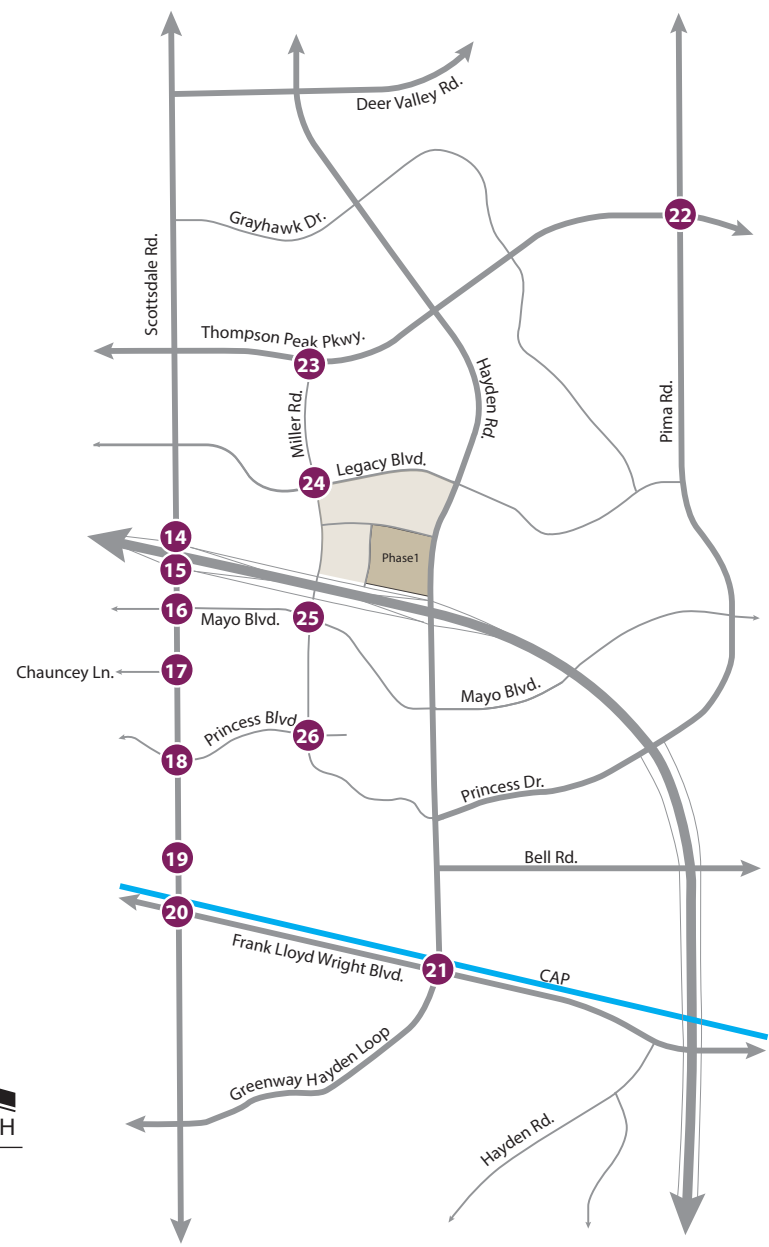 Deer Valley Rd.
22
Grayhawk Dr.
Scottsdale Rd.
Thompson Peak Pkwy.
23
Hayden Rd.
Pima Rd.
Miller Rd.
Legacy Blvd.
24
14
Phase1
15
16
Mayo Blvd.
25
17
Chauncey Ln.
Mayo Blvd.
Princess Blvd
26
18
Princess Dr.
19
Bell Rd.
20
Frank Lloyd Wright Blvd.
21
CAP
Greenway Hayden Loop
H
Hayden Rd.